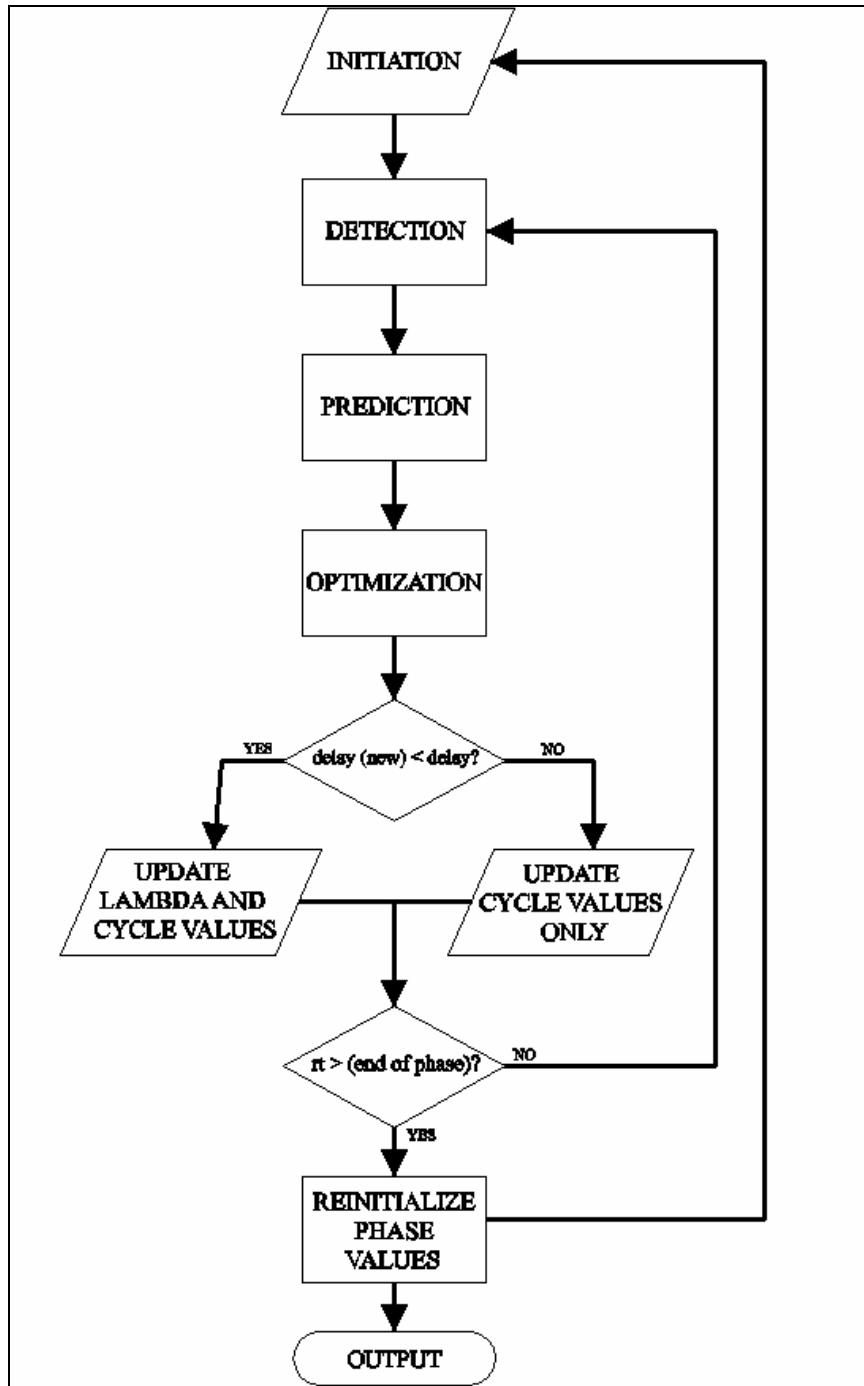 INITIATION
DETECTION
PREDICTION
OPTIMIZATION
delay (new) < delay?
YES
NO
UPDATE
LAMBDA AND
CYCLE VALUES
UPDATE
CYCLE VALUES
ONLY
rt > (end of phase)?
NO
YES
REINITIALIZE
PHASE
VALUES
OUTPUT